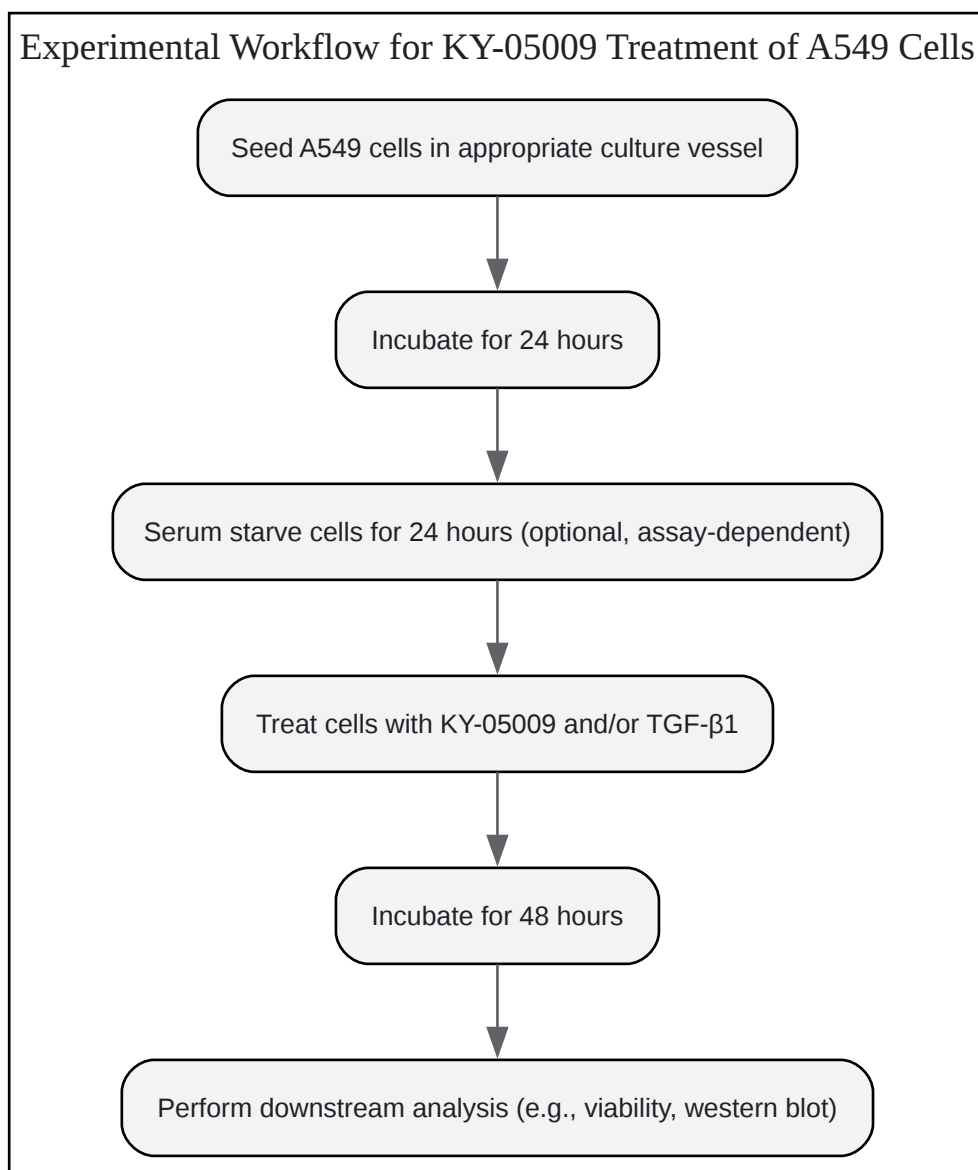 Experimental Workflow for KY-05009 Treatment of A549 Cells
Seed A549 cells in appropriate culture vessel
Incubate for 24 hours
Serum starve cells for 24 hours (optional, assay-dependent)
Treat cells with KY-05009 and/or TGF-β1
Incubate for 48 hours
Perform downstream analysis (e.g., viability, western blot)